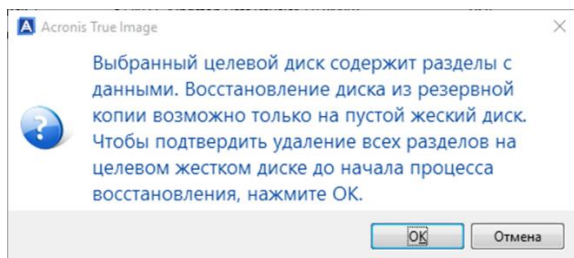 Acronis True Image
Выбранный целевой диск содержит разделы с
данными. Восстановление диска из резервной
копии возможно только на пустой жеский диск.
Чтобы подтвердить удаление всех разделов на
целевом жестком диске до начала процесса
восстановления, нажмите ОК.
ОК
Отмена